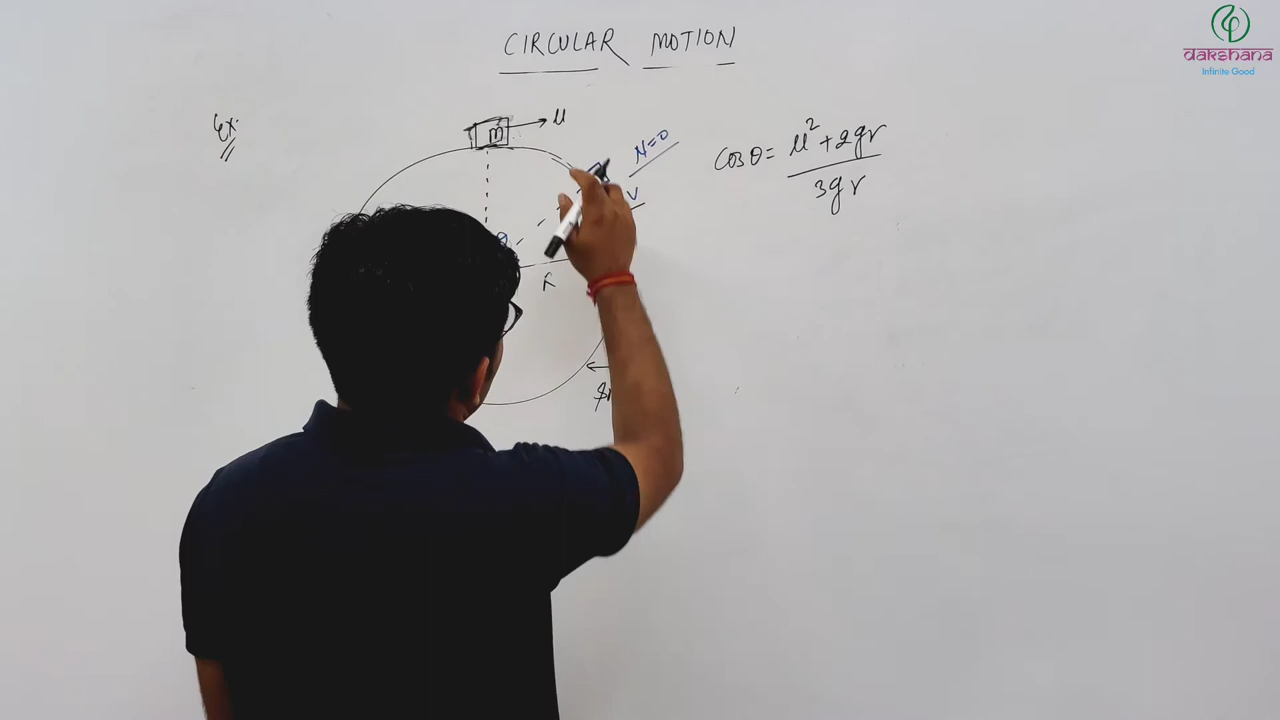 CIRCULAR MOTION
Ex:
m
u
N=0
v
θ
r
cosθ = u² + 2gr / 3gr
dakshana
Infinite Good